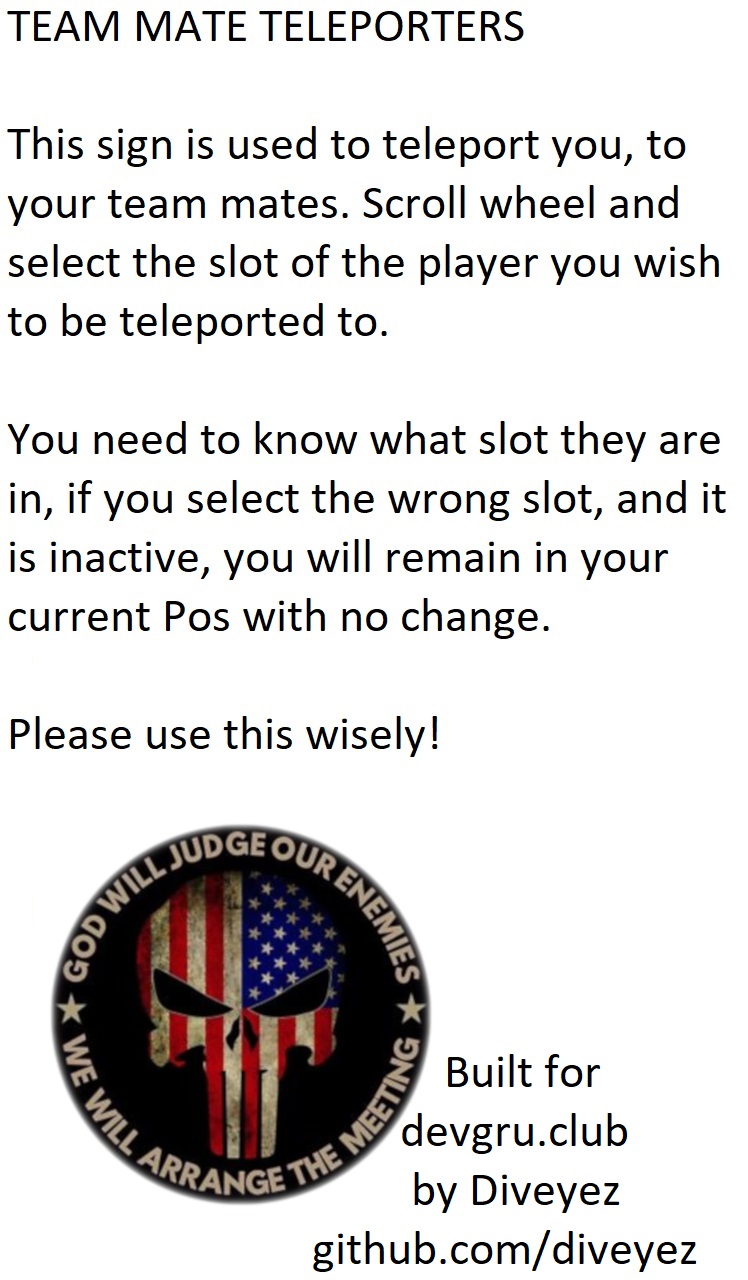 TEAM MATE TELEPORTERS
This sign is used to teleport you, to
your team mates. Scroll wheel and
select the slot of the player you wish
to be teleported to.
You need to know what slot they are
in, if you select the wrong slot, and it
is inactive, you will remain in your
current Pos with no change.
Please use this wisely!
GOD WILL JUDGE OUR ENEMIES
WE WILL ARRANGE THE MEETING
Built for
devgru.club
by Diveyez
github.com/diveyez